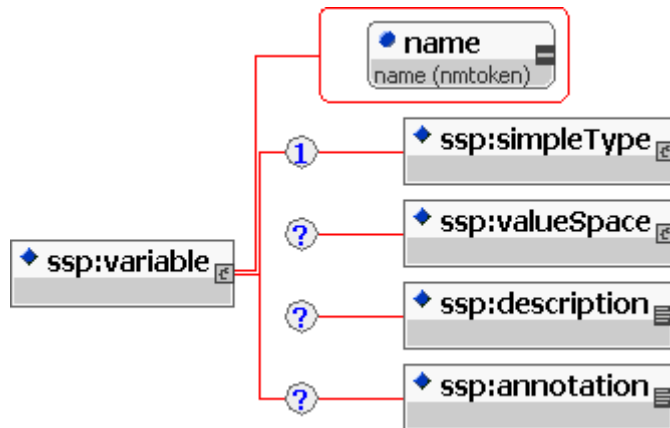 name
name (nmtoken)
1
ssp:simpleType
?
ssp:valueSpace
ssp:variable
?
ssp:description
?
ssp:annotation